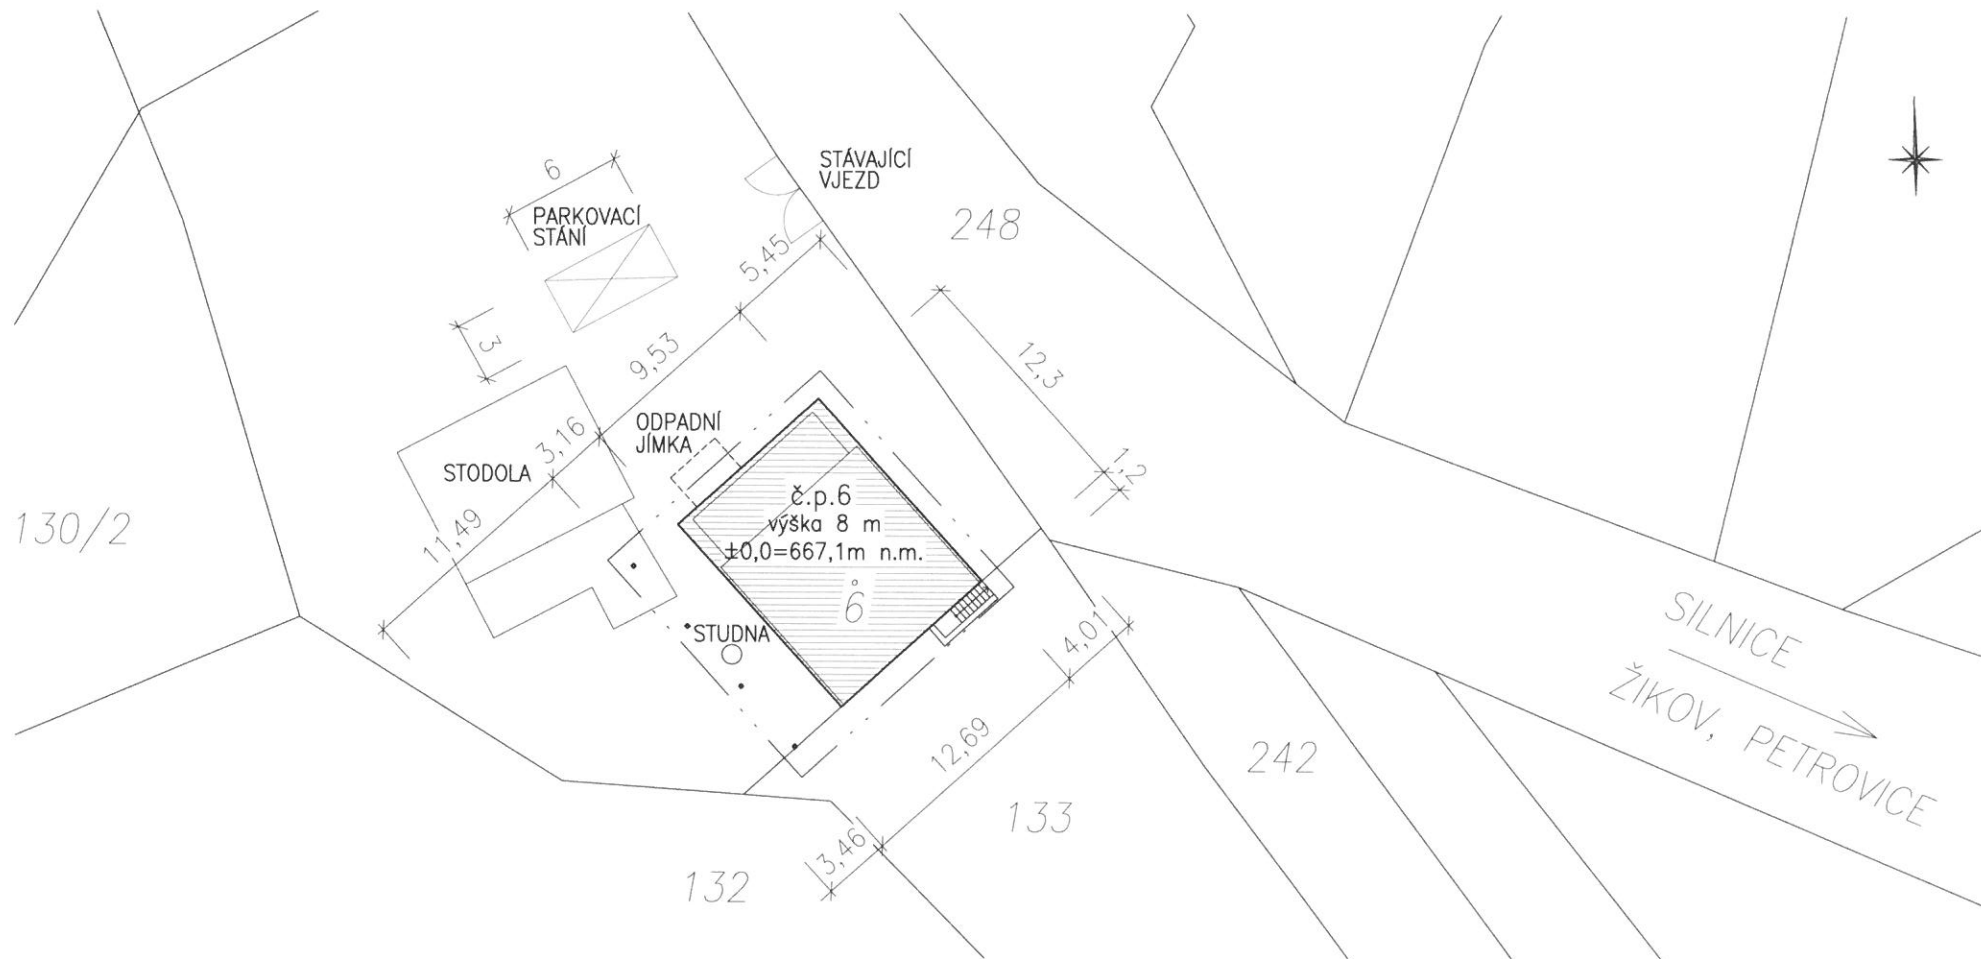 STÁVAJÍCÍ
VJEZD
6
PARKOVACÍ
STÁNÍ
248
5,45
3
9,53
12,3
ODPADNÍ
JÍMKA
3,16
STODOLA
1,2
11,49
130/2
č.p.6
výška 8 m
±0,0=667,1m n.m.
6
STUDNA
4,01
SILNICE
ŽIKOV, PETROVICE
12,69
242
133
3,46
132